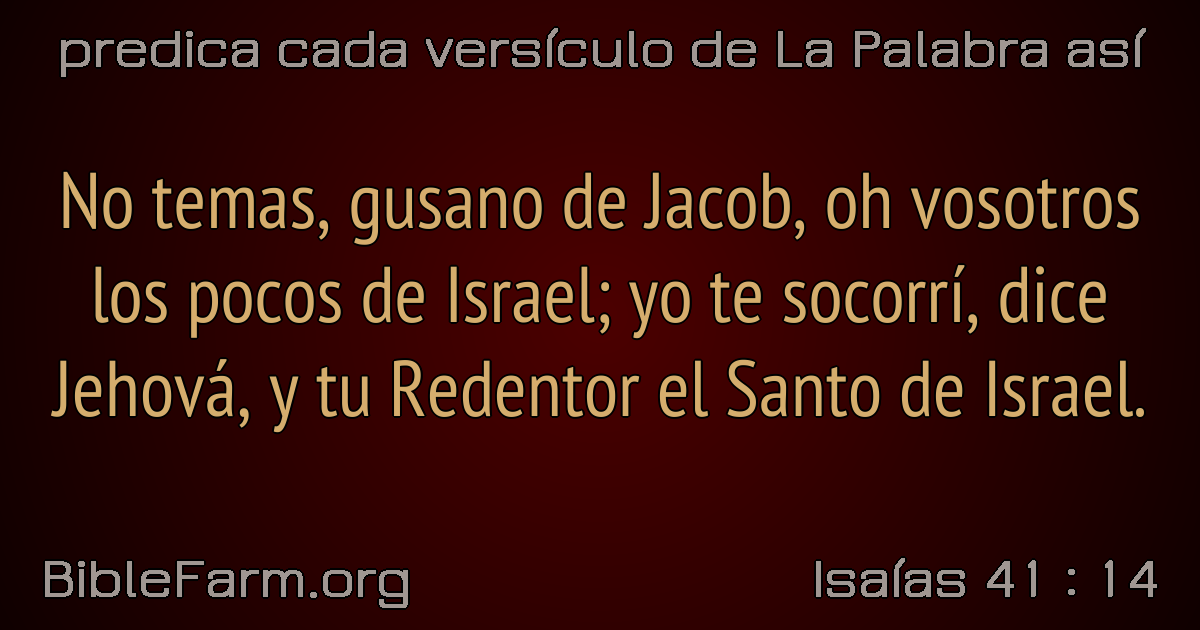 predica cada versículo de La Palabra así
No temas, gusano de Jacob, oh vosotros
los pocos de Israel; yo te socorrí, dice
Jehová, y tu Redentor el Santo de Israel.
BibleFarm.org
Isaías 41 : 14